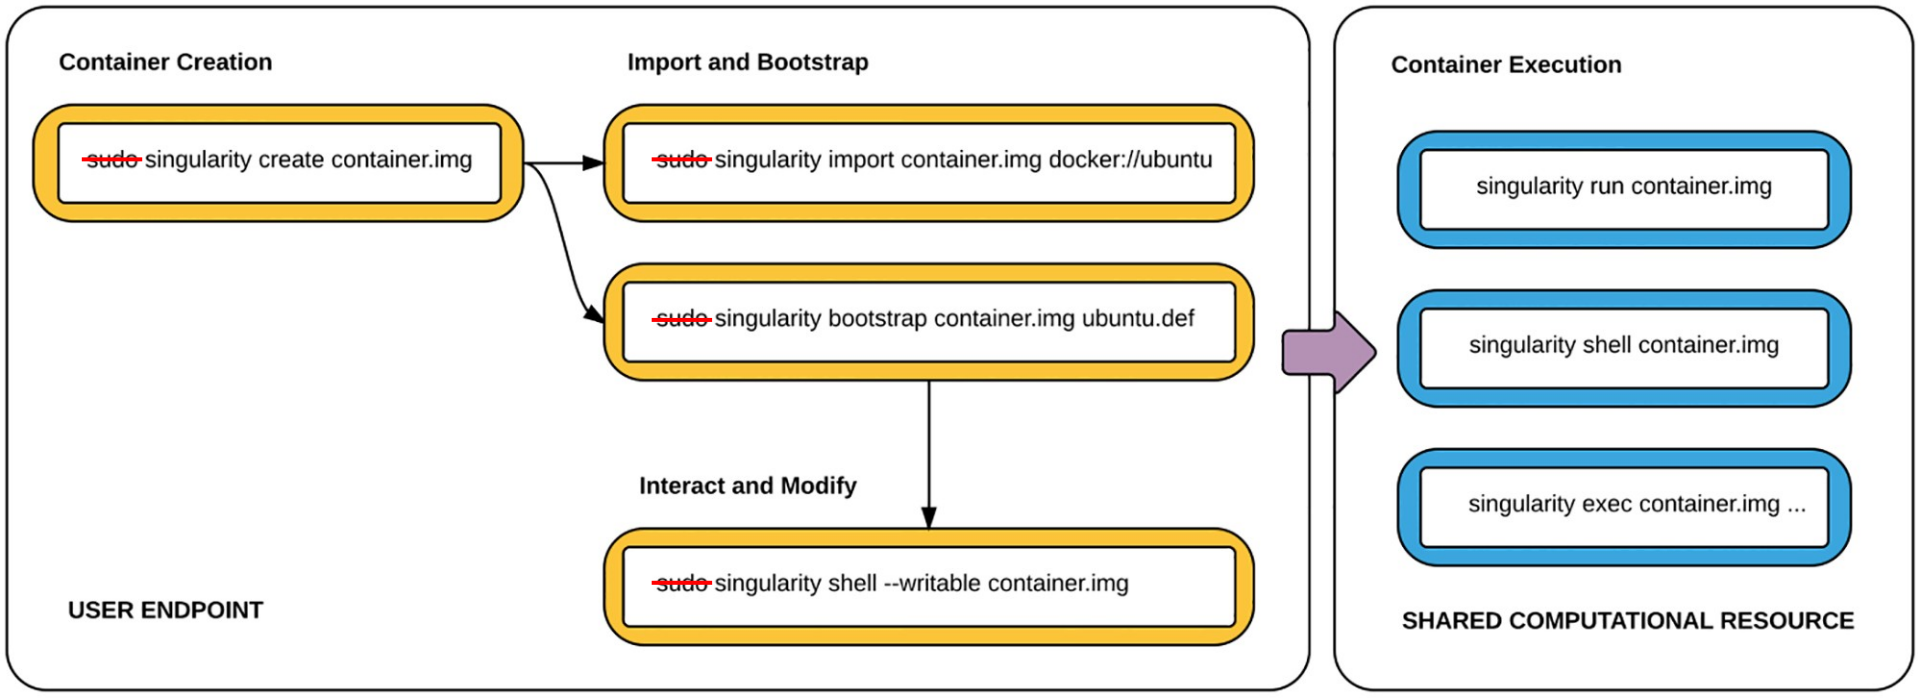 Container Creation
sudo singularity create container.img
Import and Bootstrap
sudo singularity import container.img docker://ubuntu
sudo singularity bootstrap container.img ubuntu.def
Interact and Modify
sudo singularity shell --writable container.img
USER ENDPOINT
Container Execution
singularity run container.img
singularity shell container.img
singularity exec container.img ...
SHARED COMPUTATIONAL RESOURCE